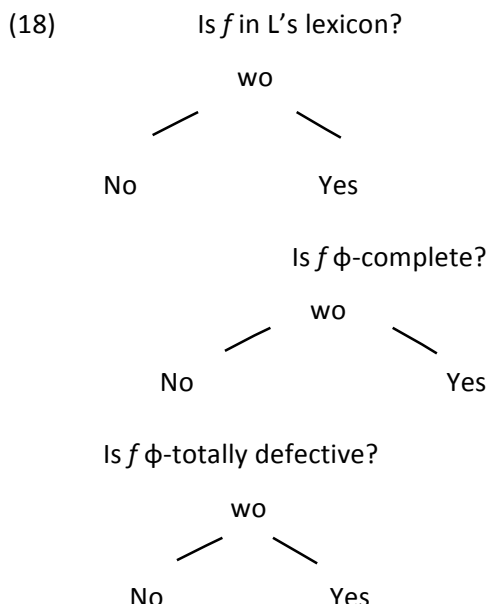 (18) Is f in L's lexicon?
wo
No Yes
Is f ϕ-complete?
wo
No Yes
Is f ϕ-totally defective?
wo
No Yes